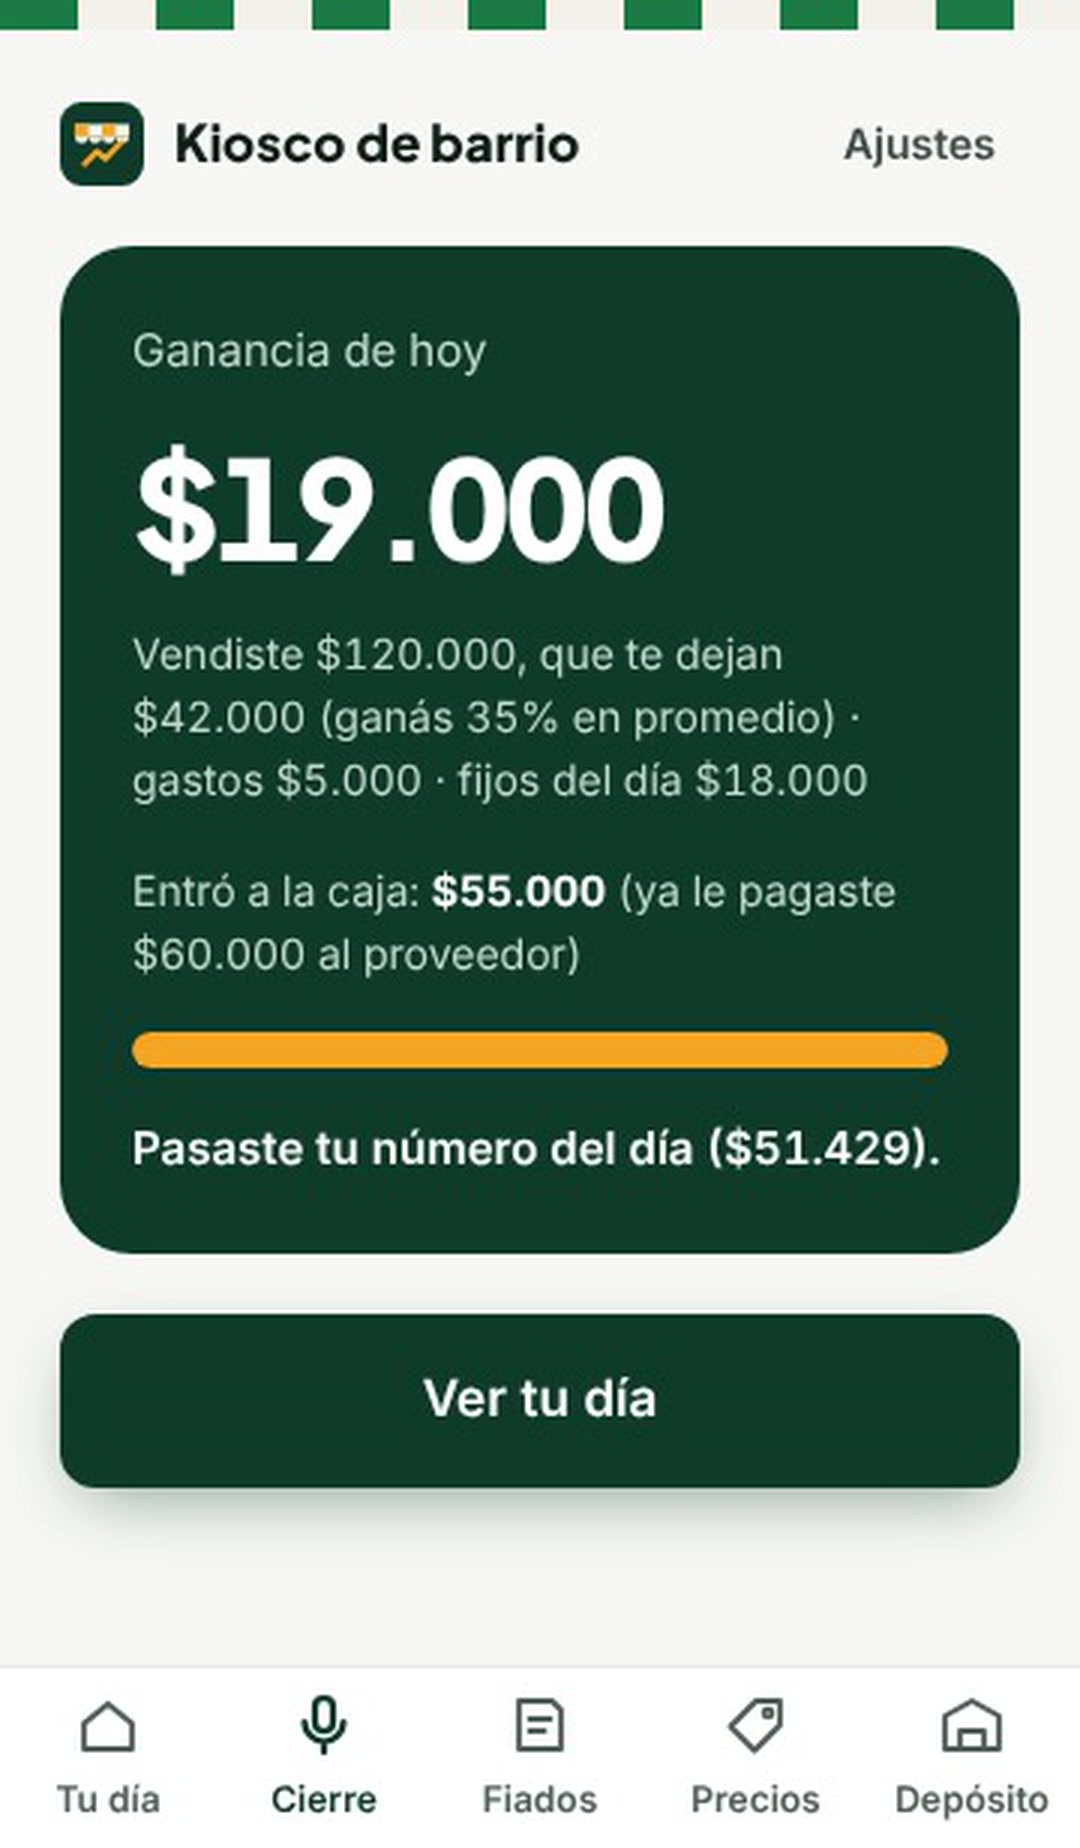 Kiosco de barrio
Ajustes
Ganancia de hoy
$19.000
Vendiste $120.000, que te dejan
$42.000 (ganás 35% en promedio) ·
gastos $5.000 · fijos del día $18.000
Entró a la caja: $55.000 (ya le pagaste
$60.000 al proveedor)
Pasaste tu número del día ($51.429).
Ver tu día
Tu día
Cierre
Fiados
Precios
Depósito